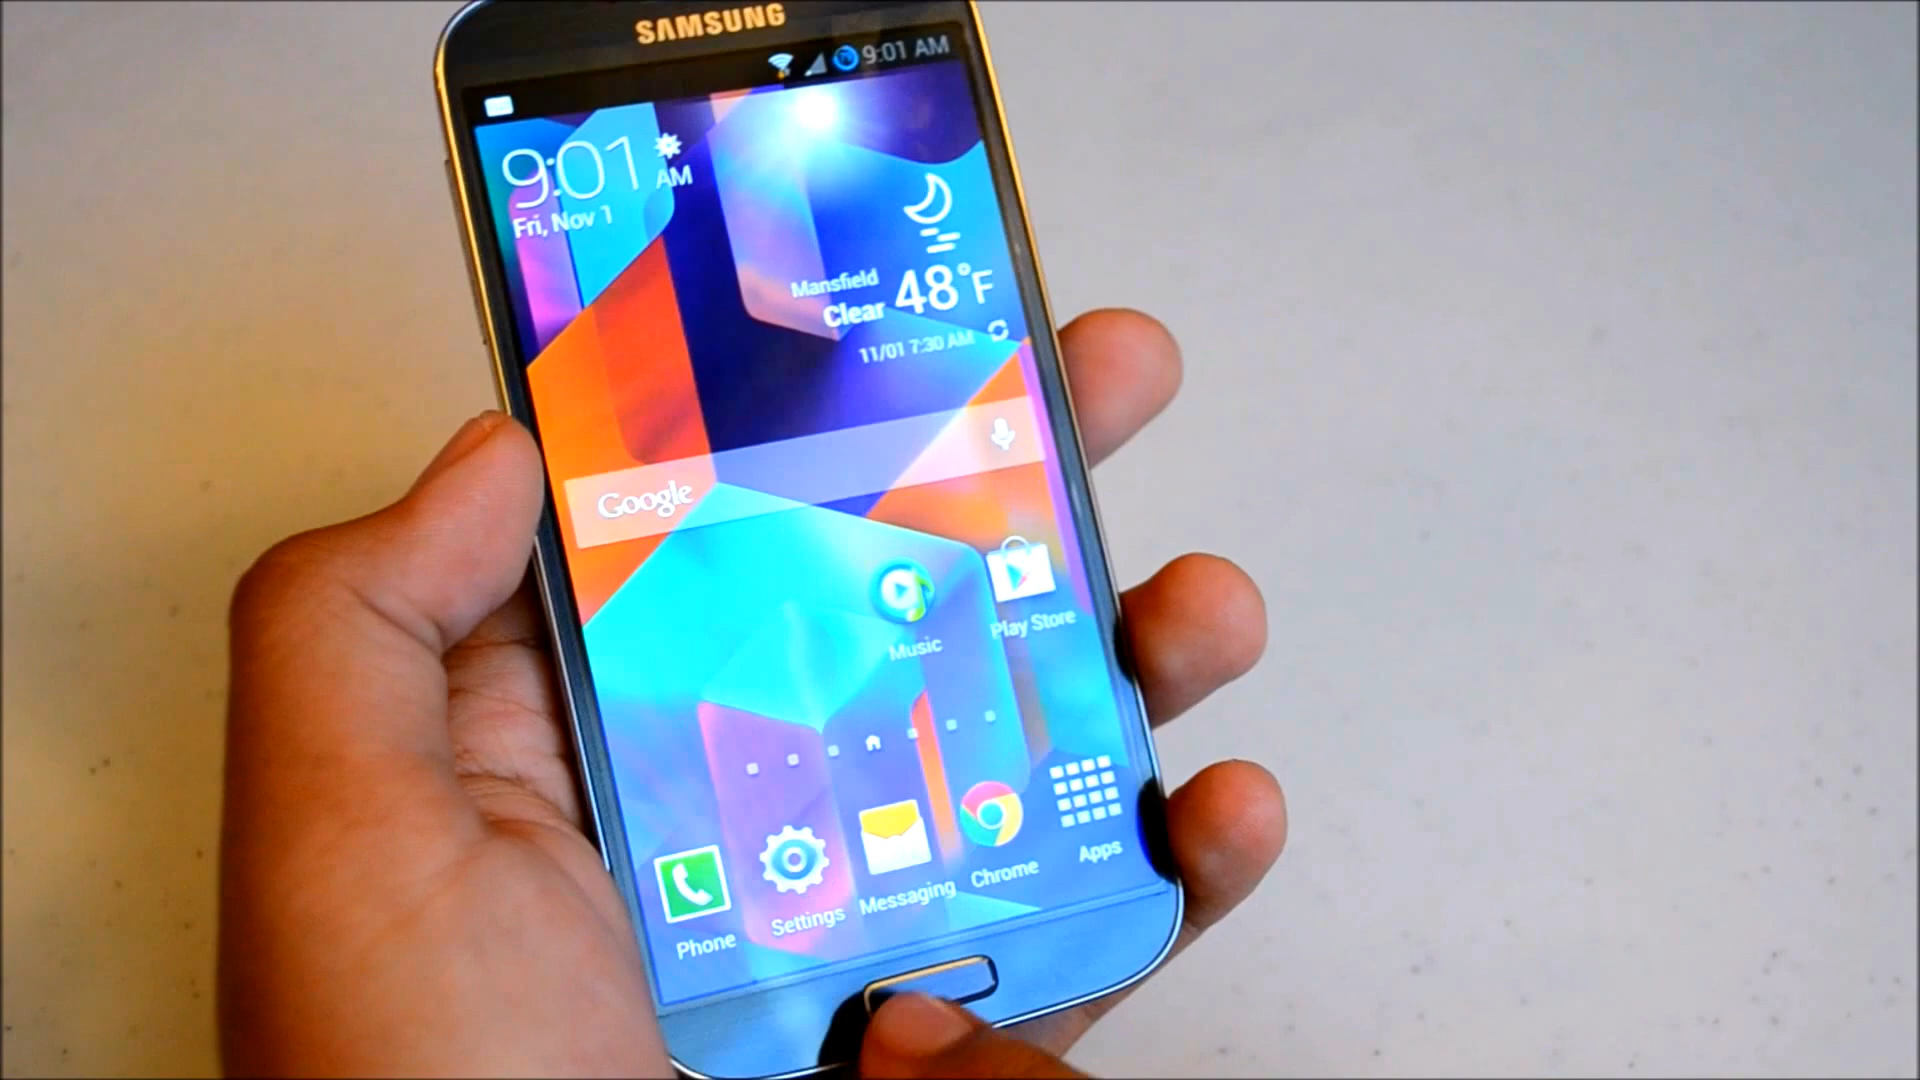 SAMSUNG
9:01 AM
9:01 AM
Fri, Nov 1
Mansfield
Clear 48°F
11/01 7:30 AM
Google
Music
Play Store
Phone
Settings
Messaging
Chrome
Apps